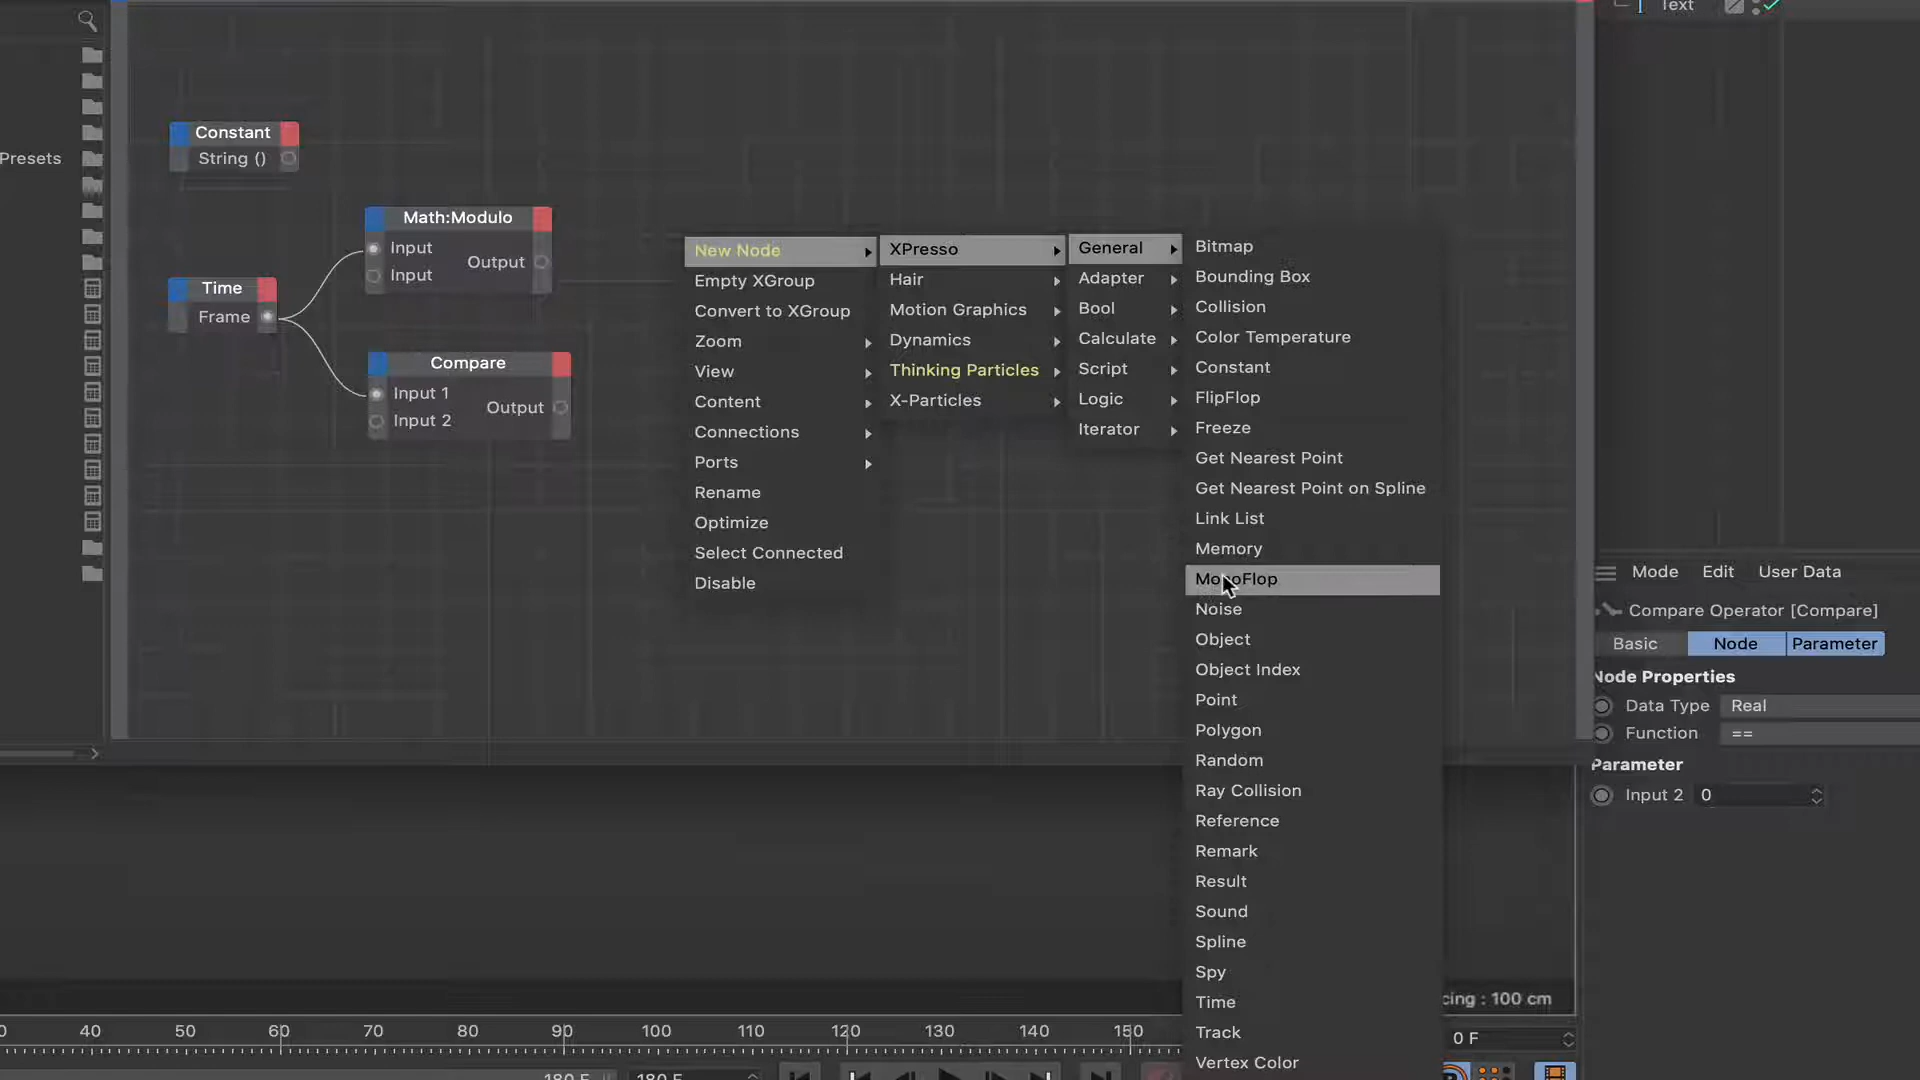 Text
Presets
Constant
String ()
Math:Modulo
Input
Input
Output
Time
Frame
Compare
Input 1
Input 2
Output
New Node
Empty XGroup
Convert to XGroup
Zoom
View
Content
Connections
Ports
Rename
Optimize
Select Connected
Disable
XPresso
Hair
Motion Graphics
Dynamics
Thinking Particles
X-Particles
General
Adapter
Bool
Calculate
Script
Logic
Iterator
Bitmap
Bounding Box
Collision
Color Temperature
Constant
FlipFlop
Freeze
Get Nearest Point
Get Nearest Point on Spline
Link List
Memory
MonoFlop
Noise
Object
Object Index
Point
Polygon
Random
Ray Collision
Reference
Remark
Result
Sound
Spline
Spy
Time
Track
Vertex Color
Mode Edit User Data
Compare Operator [Compare]
Basic Node Parameter
Node Properties
Data Type Real
Function ==
Parameter
Input 2 0
cing : 100 cm
0 40 50 60 70 80 90 100 110 120 130 140 150
0 F
180 F 180 F